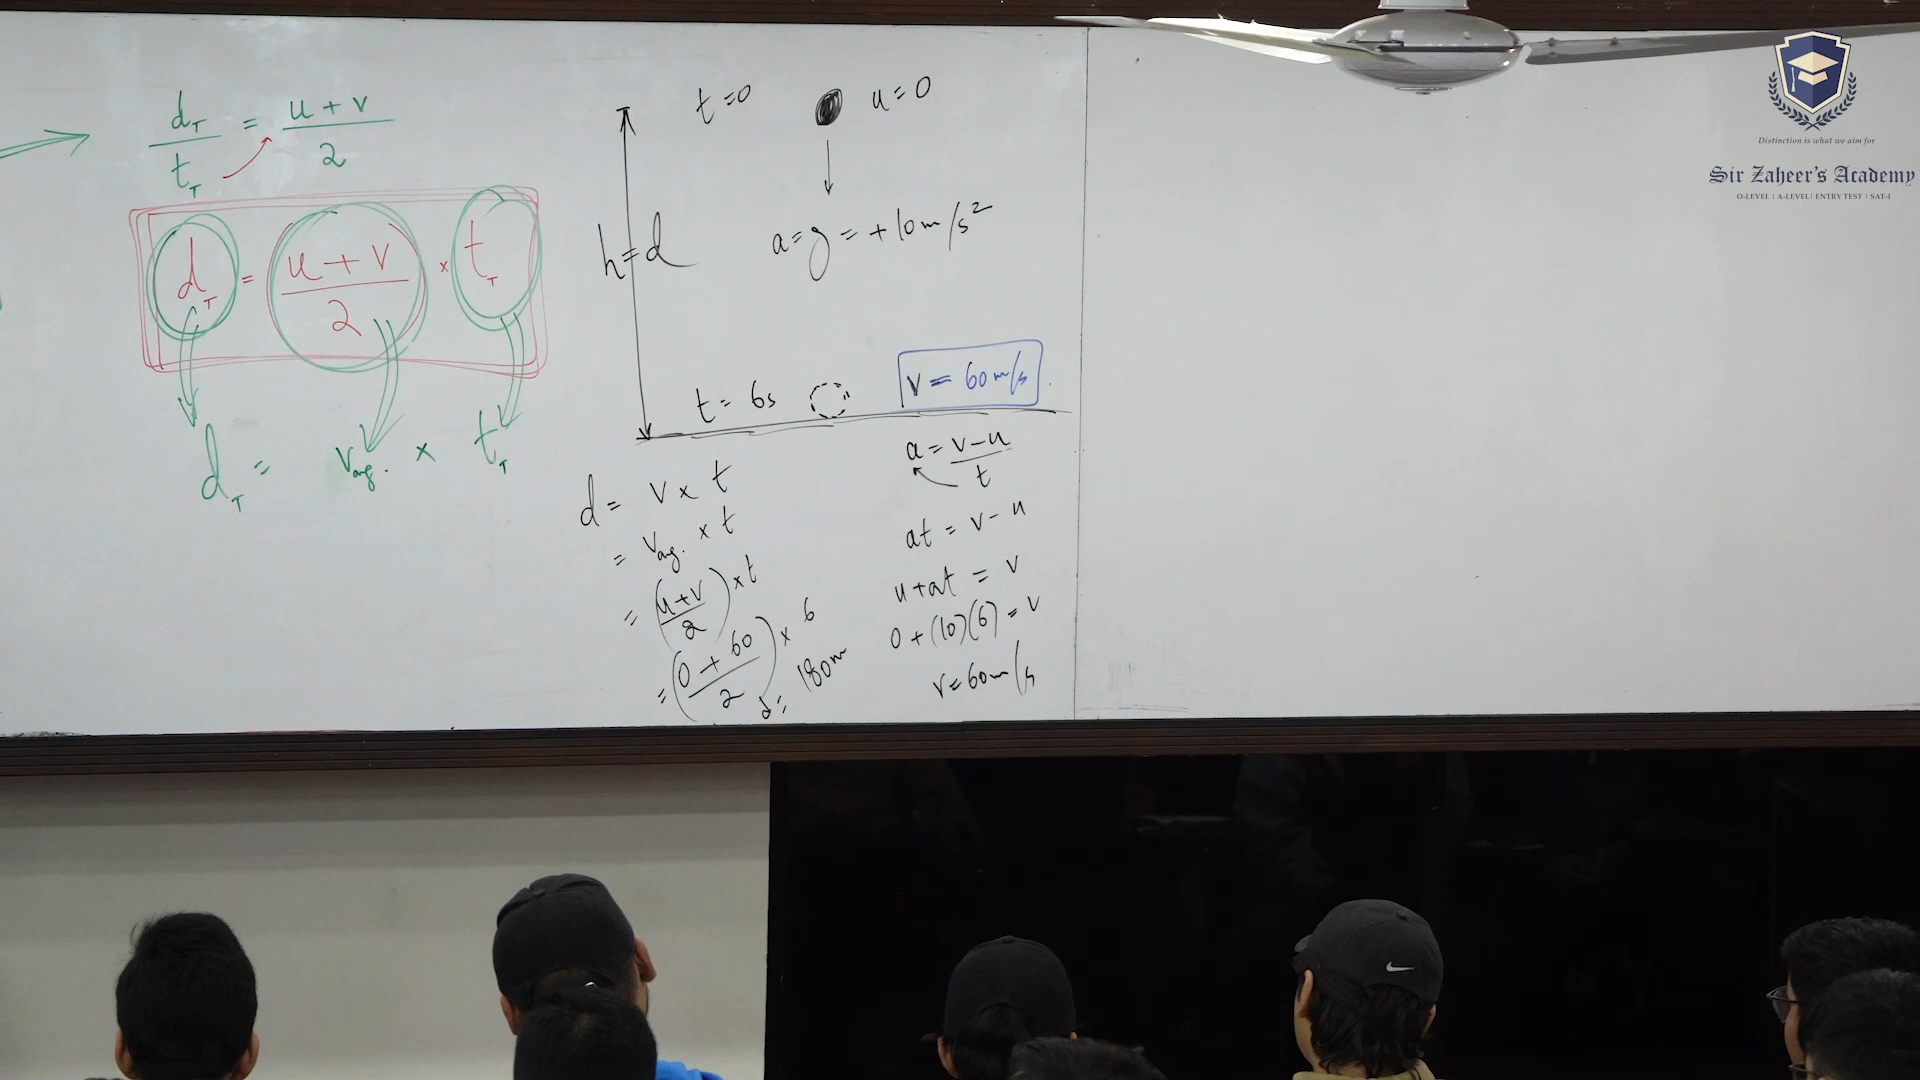 d_T / t_T = u + v / 2
d_T = (u + v / 2) × t_T
d_T = v_avg. × t_T
t = 0
u = 0
h = d
a = g = + 10 m/s²
t = 6s
v = 60 m/s
d = v × t
= v_avg. × t
= (u + v / 2) × t
= (0 + 60 / 2) × 6
d = 180m
a = v – u / t
at = v – u
u + at = v
0 + (10)(6) = v
v = 60 m/s
Distinction is what we aim for
Sir Zaheer's Academy
O-LEVEL | A-LEVEL | ENTRY TEST | SAT-I